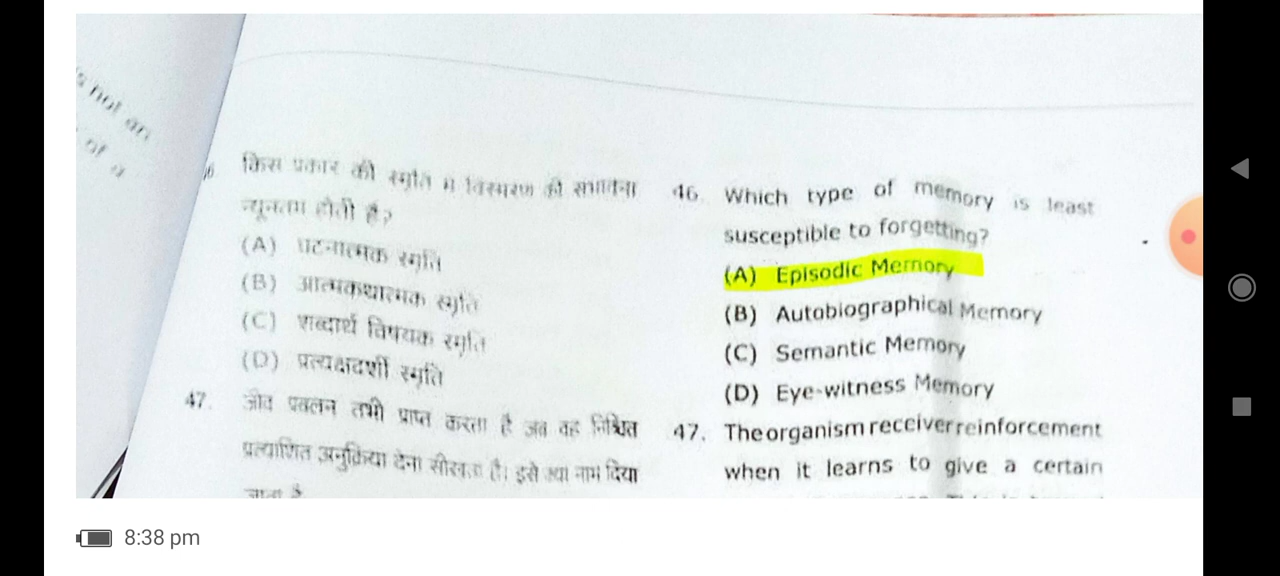 s not an
of a
किस प्रकार की स्मृति में विस्मरण की संभावना
न्यूनतम होती है?
(A) घटनात्मक स्मृति
(B) आत्मकथात्मक स्मृति
(C) शब्दार्थ विषयक स्मृति
(D) प्रत्यक्षदर्शी स्मृति
47. जीव प्रबलन तभी प्राप्त करता है जब वह निश्चित
प्रत्याशित अनुक्रिया देना सीखता है। इसे क्या नाम दिया
46. Which type of memory is least
susceptible to forgetting?
(A) Episodic Memory
(B) Autobiographical Memory
(C) Semantic Memory
(D) Eye-witness Memory
47. The organism receiver reinforcement
when it learns to give a certain
8:38 pm